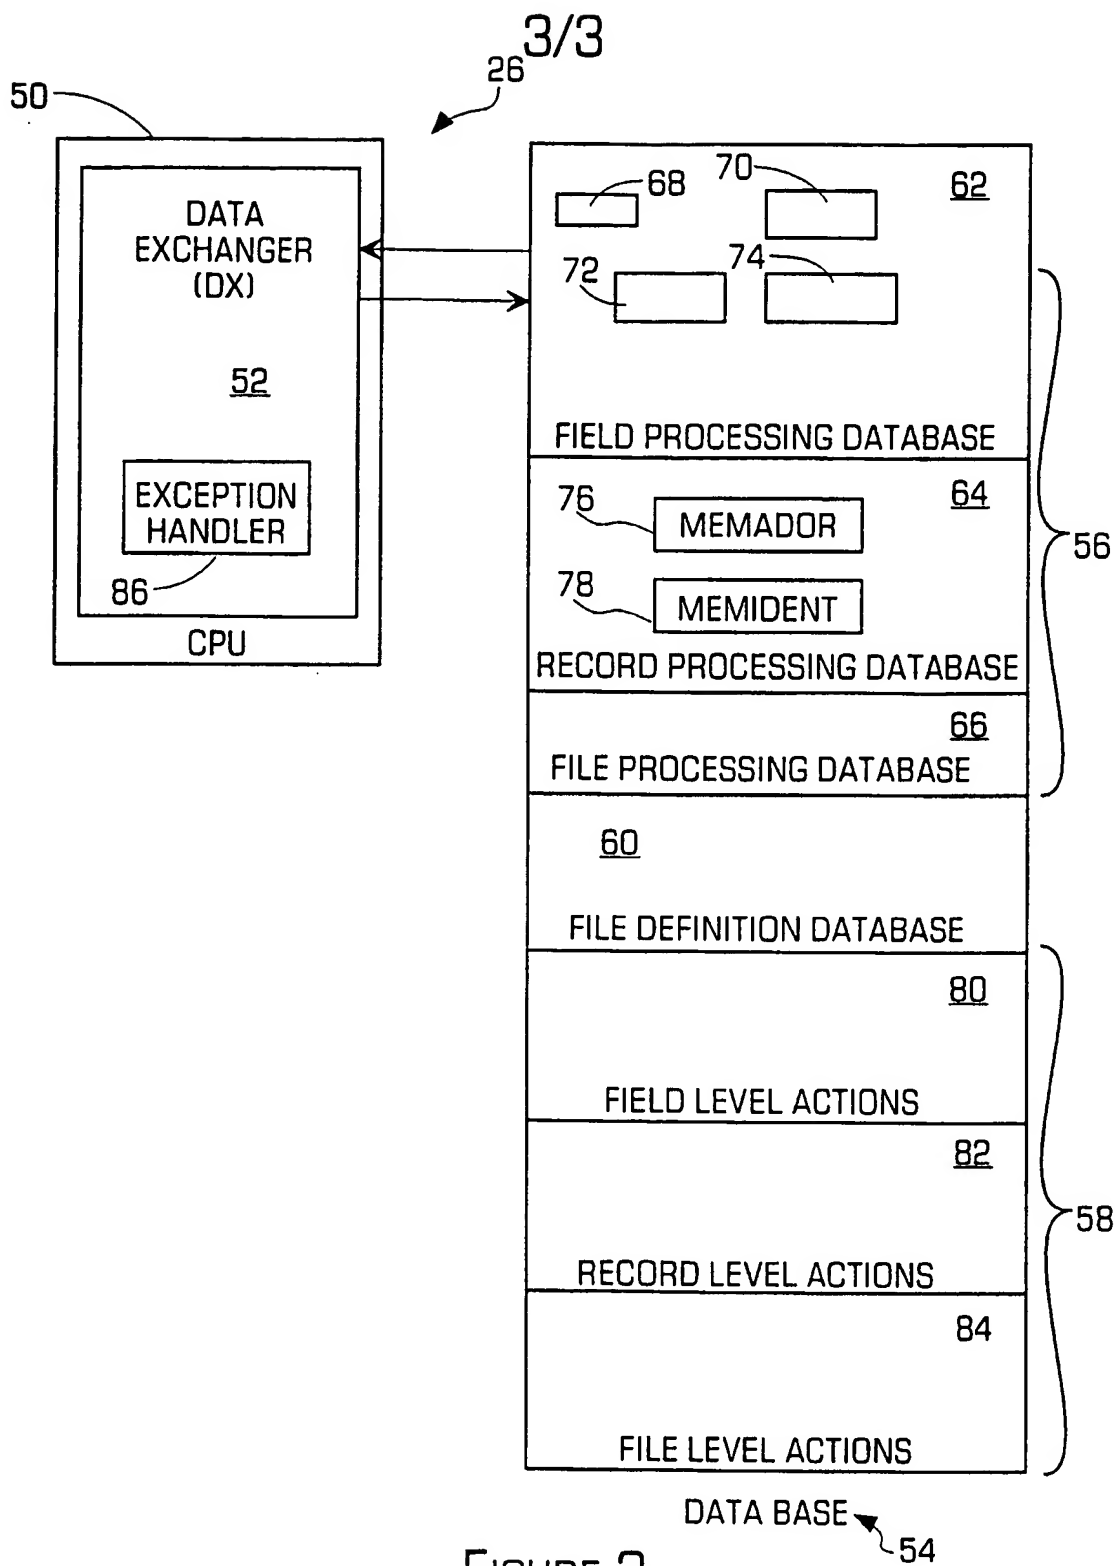 3/3
26
50
DATA
EXCHANGER
(DX)
52
EXCEPTION
HANDLER
86
CPU
68
70
62
72
74
FIELD PROCESSING DATABASE
64
76
MEMADOR
78
MEMIDENT
RECORD PROCESSING DATABASE
66
FILE PROCESSING DATABASE
56
60
FILE DEFINITION DATABASE
80
FIELD LEVEL ACTIONS
82
RECORD LEVEL ACTIONS
58
84
FILE LEVEL ACTIONS
DATA BASE
54